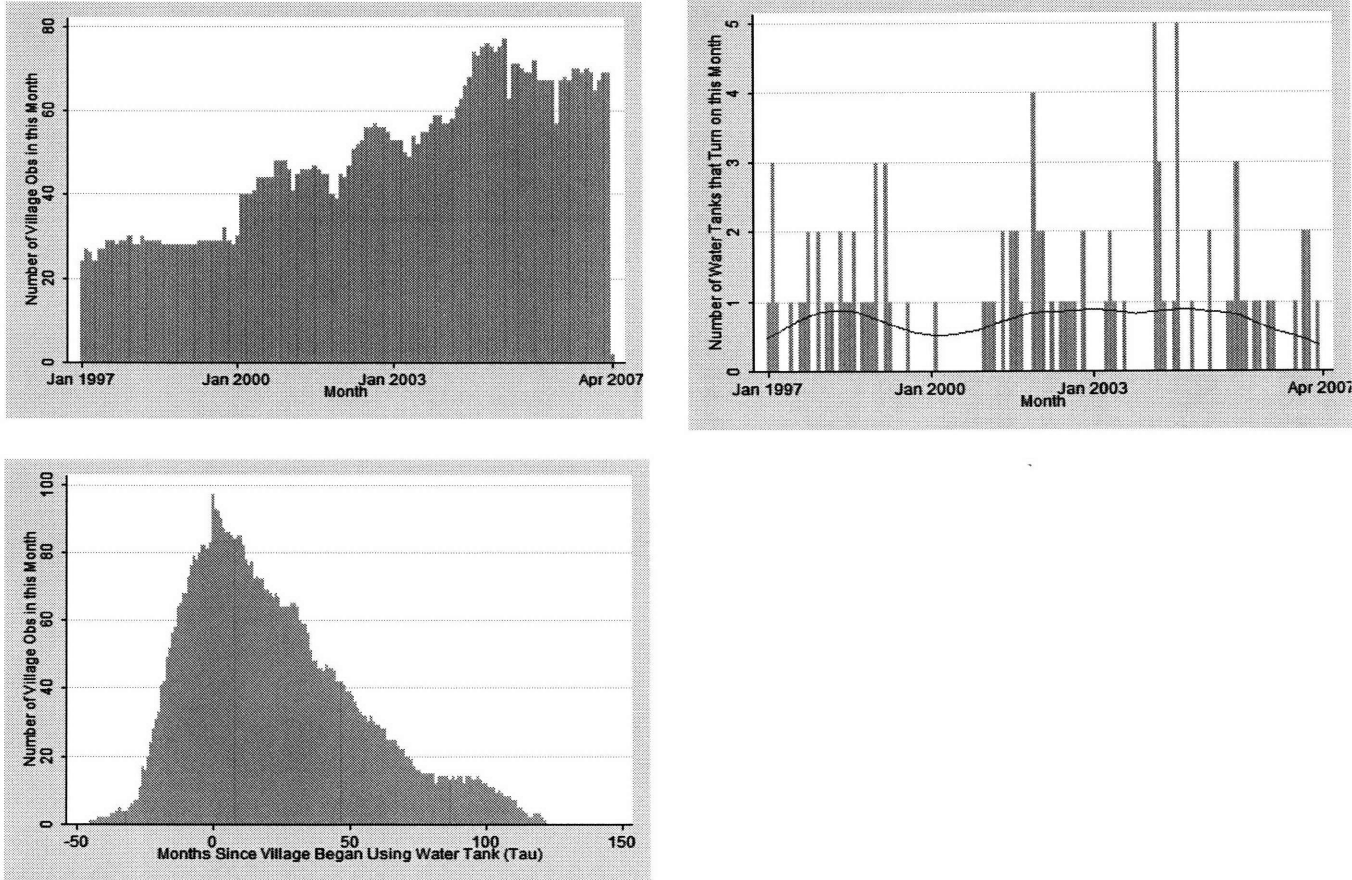 Number of Village Obs in this Month
80
60
40
20
0
Jan 1997
Jan 2000
Jan 2003
Apr 2007
Month
Number of Water Tanks that Turn on this Month
5
4
3
2
1
0
Jan 1997
Jan 2000
Jan 2003
Apr 2007
Month
Number of Village Obs in this Month
100
80
60
40
20
0
-50
0
50
100
150
Months Since Village Began Using Water Tank (Tau)